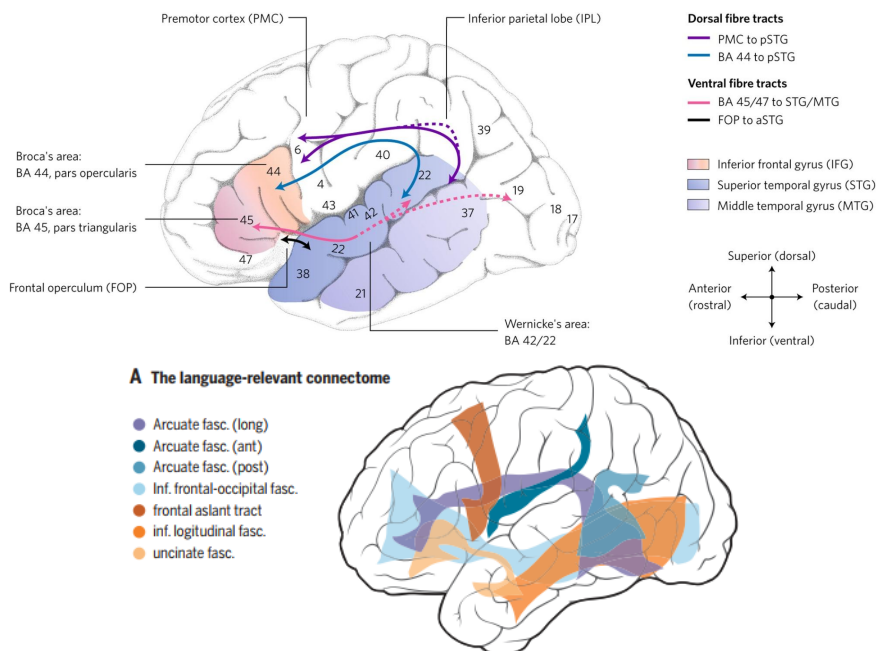 Premotor cortex (PMC)
Inferior parietal lobe (IPL)
Dorsal fibre tracts
PMC to pSTG
BA 44 to pSTG
Ventral fibre tracts
BA 45/47 to STG/MTG
FOP to aSTG
Inferior frontal gyrus (IFG)
Superior temporal gyrus (STG)
Middle temporal gyrus (MTG)
Broca's area:
BA 44, pars opercularis
Broca's area:
BA 45, pars triangularis
Frontal operculum (FOP)
Wernicke's area:
BA 42/22
6
39
40
44
4
22
43
41
42
19
45
37
18
17
22
47
38
21
Superior (dorsal)
Anterior
(rostral)
Posterior
(caudal)
Inferior (ventral)
A The language-relevant connectome
Arcuate fasc. (long)
Arcuate fasc. (ant)
Arcuate fasc. (post)
Inf. frontal-occipital fasc.
frontal aslant tract
inf. logitudinal fasc.
uncinate fasc.